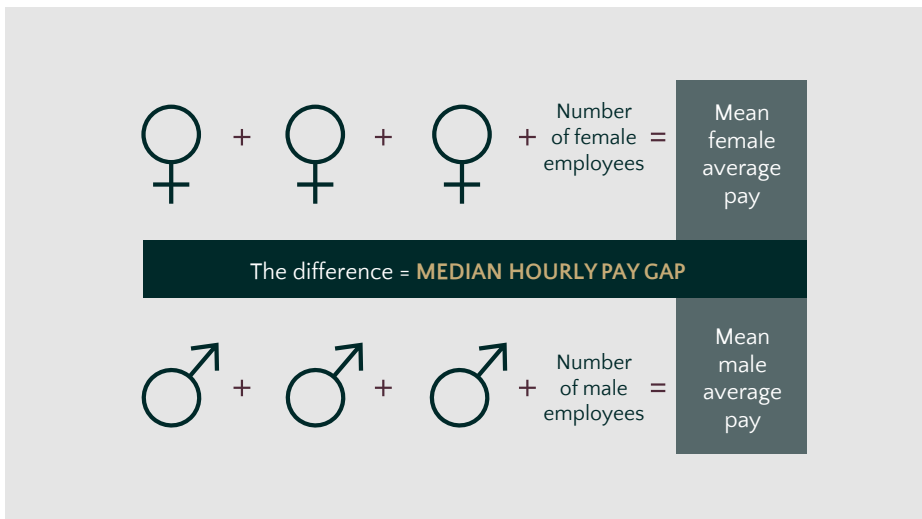 + + + Number
of female =
employees
Mean
female
average
pay
The difference = MEDIAN HOURLY PAY GAP
+ + + Number
of male =
employees
Mean
male
average
pay